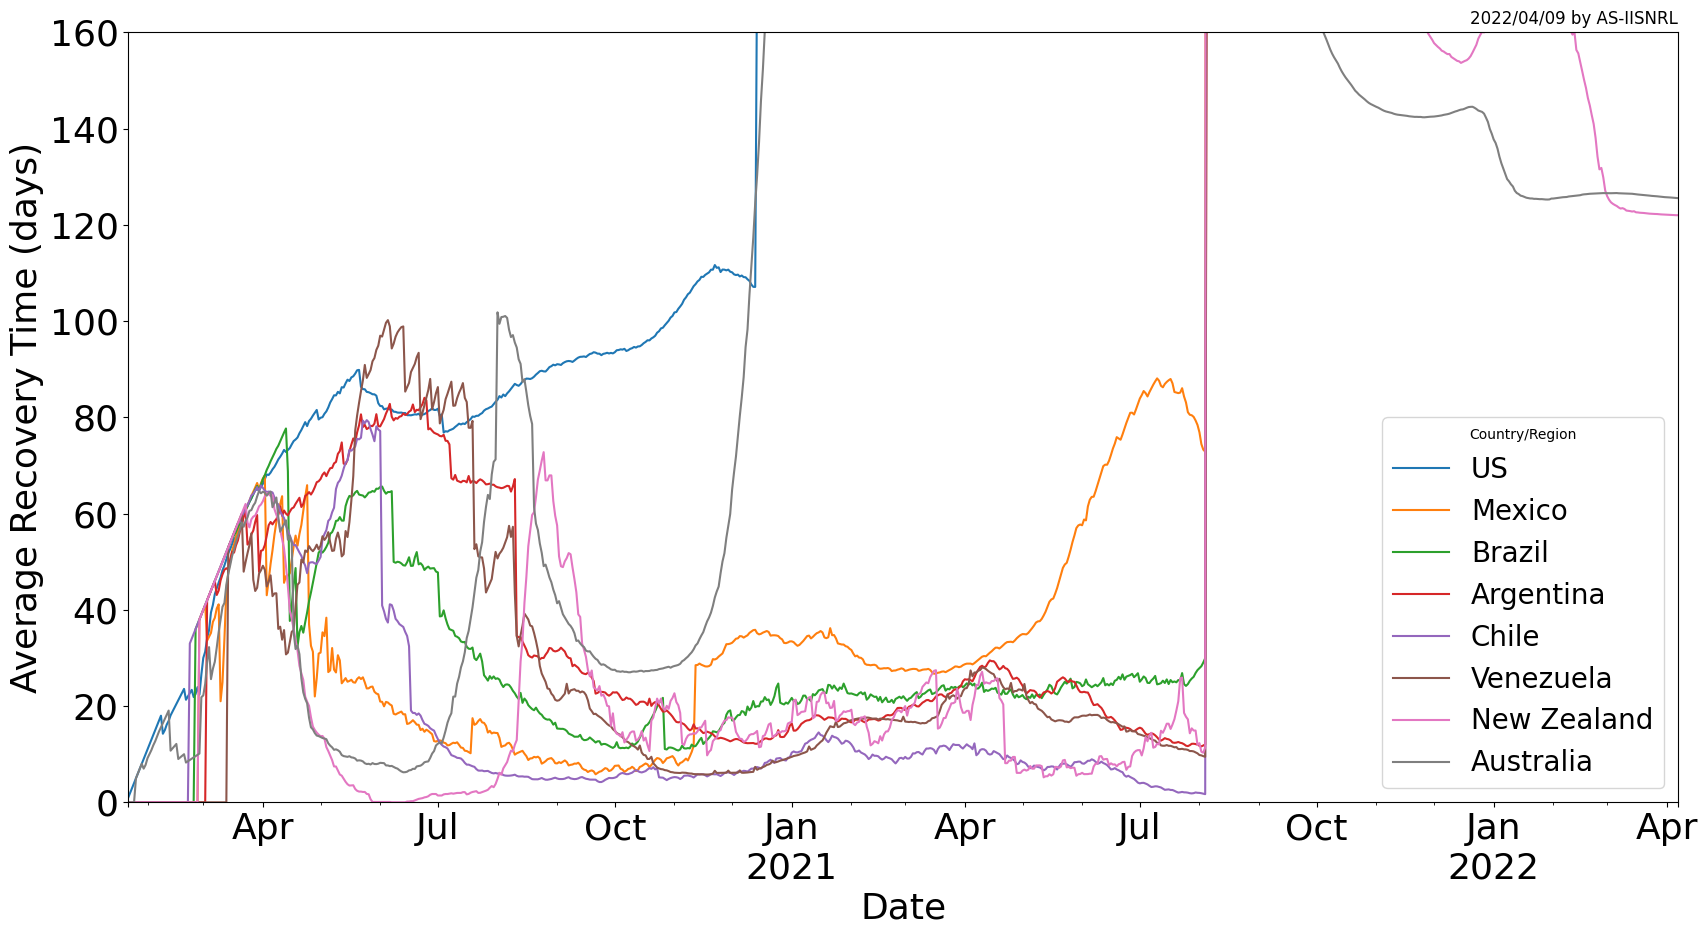 2022/04/09 by AS-IISNRL
160
140
120
100
80
60
40
20
0
Average Recovery Time (days)
Country/Region
US
Mexico
Brazil
Argentina
Chile
Venezuela
New Zealand
Australia
Apr
Jul
Oct
Jan
2021
Apr
Jul
Oct
Jan
2022
Apr
Date